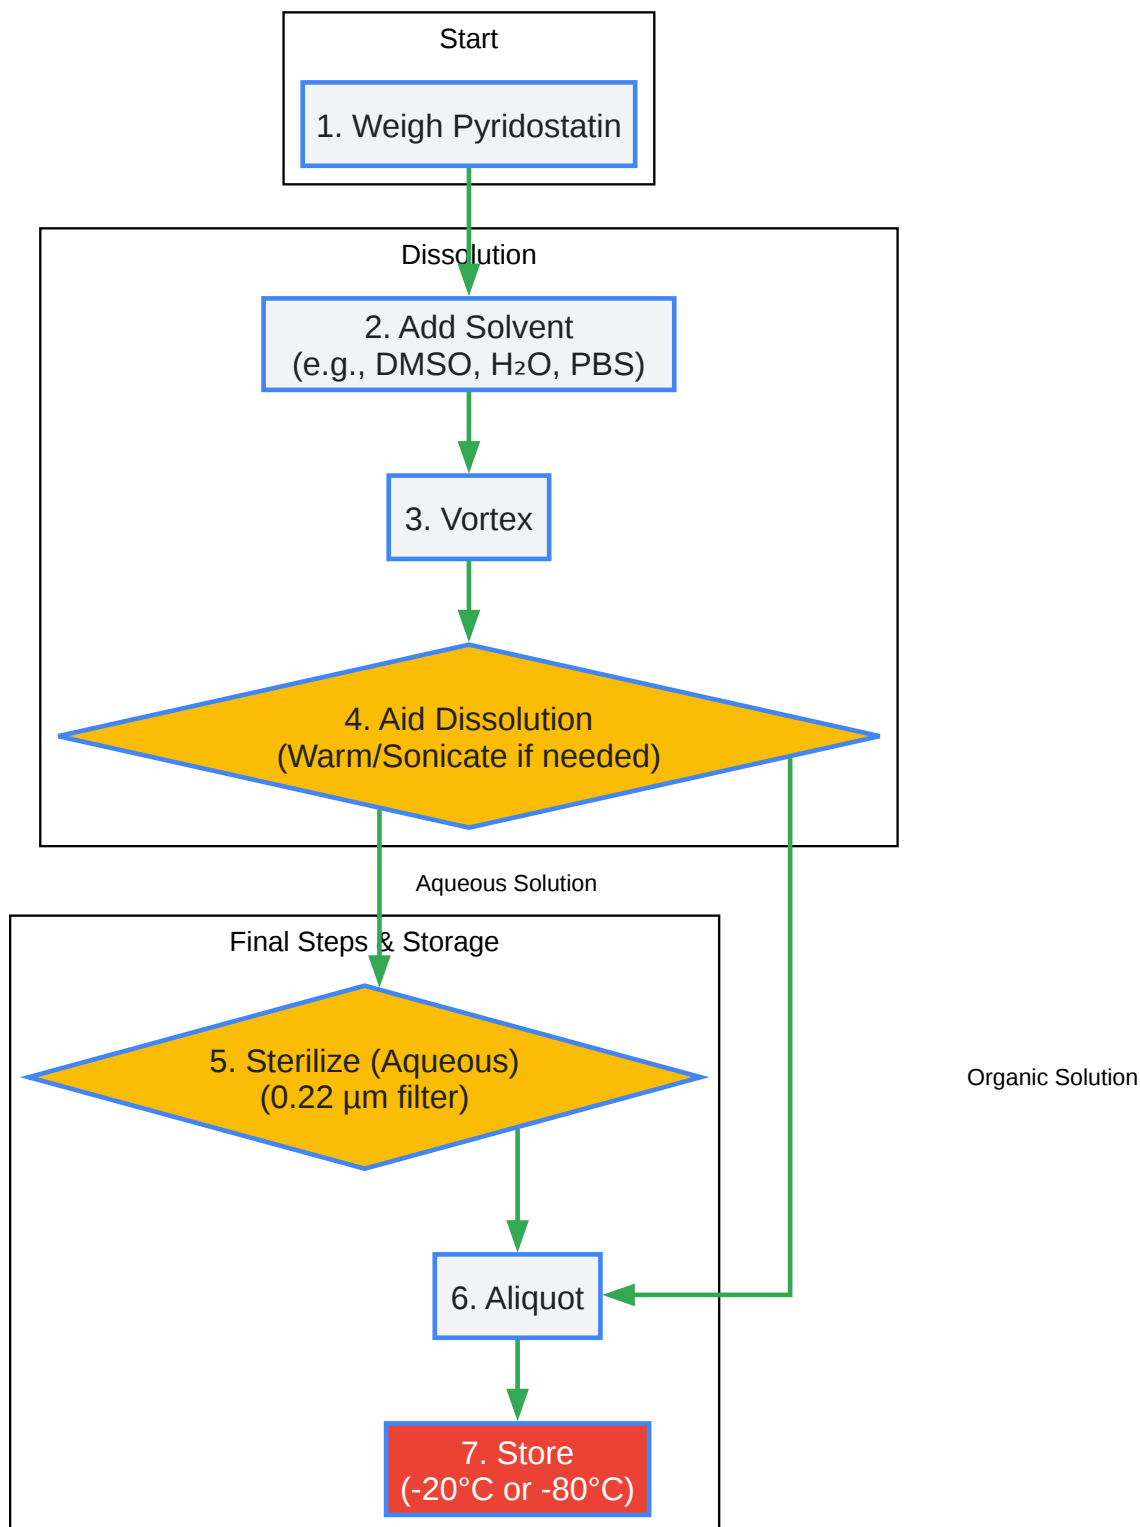 Start
1. Weigh Pyridostatin
Dissolution
2. Add Solvent
(e.g., DMSO, H₂O, PBS)
3. Vortex
4. Aid Dissolution
(Warm/Sonicate if needed)
Aqueous Solution
Final Steps & Storage
5. Sterilize (Aqueous)
(0.22 µm filter)
Organic Solution
6. Aliquot
7. Store
(-20°C or -80°C)